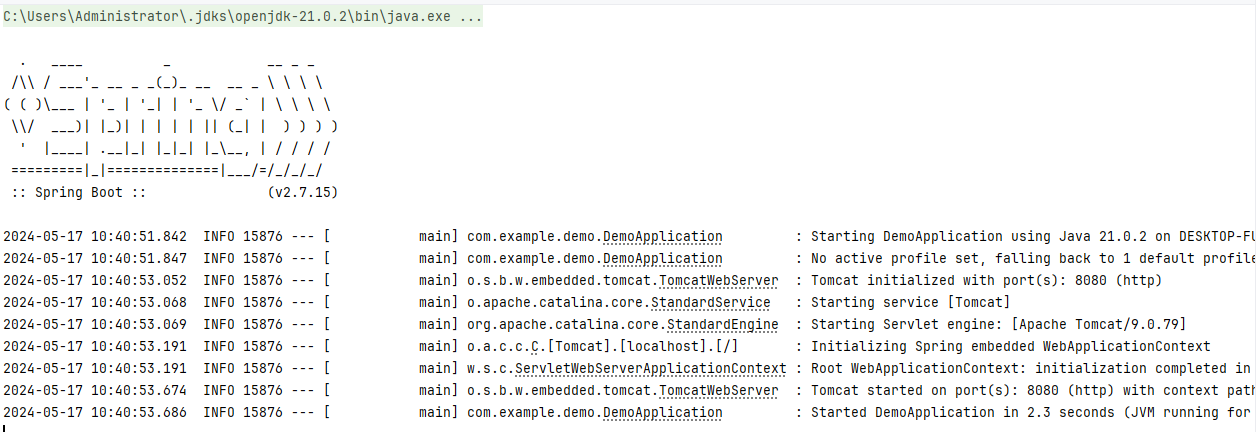 C:\Users\Administrator\.jdks\openjdk-21.0.2\bin\java.exe ...

  .   ____          _            __ _ _
 /\\ / ___'_ __ _ _(_)_ __  __ _ \ \ \ \
( ( )\___ | '_ | '_| | '_ \/ _` | \ \ \ \
 \\/  ___)| |_)| | | | | || (_| |  ) ) ) )
  '  |____| .__|_| |_|_| |_\__, | / / / /
 =========|_|==============|___/=/_/_/_/
 :: Spring Boot ::               (v2.7.15)

2024-05-17 10:40:51.842  INFO 15876 --- [           main] com.example.demo.DemoApplication         : Starting DemoApplication using Java 21.0.2 on DESKTOP-FU
2024-05-17 10:40:51.847  INFO 15876 --- [           main] com.example.demo.DemoApplication         : No active profile set, falling back to 1 default profile
2024-05-17 10:40:53.052  INFO 15876 --- [           main] o.s.b.w.embedded.tomcat.TomcatWebServer  : Tomcat initialized with port(s): 8080 (http)
2024-05-17 10:40:53.068  INFO 15876 --- [           main] o.apache.catalina.core.StandardService   : Starting service [Tomcat]
2024-05-17 10:40:53.069  INFO 15876 --- [           main] org.apache.catalina.core.StandardEngine  : Starting Servlet engine: [Apache Tomcat/9.0.79]
2024-05-17 10:40:53.191  INFO 15876 --- [           main] o.a.c.c.C.[Tomcat].[localhost].[/]       : Initializing Spring embedded WebApplicationContext
2024-05-17 10:40:53.191  INFO 15876 --- [           main] w.s.c.ServletWebServerApplicationContext : Root WebApplicationContext: initialization completed in
2024-05-17 10:40:53.674  INFO 15876 --- [           main] o.s.b.w.embedded.tomcat.TomcatWebServer  : Tomcat started on port(s): 8080 (http) with context path
2024-05-17 10:40:53.686  INFO 15876 --- [           main] com.example.demo.DemoApplication         : Started DemoApplication in 2.3 seconds (JVM running for